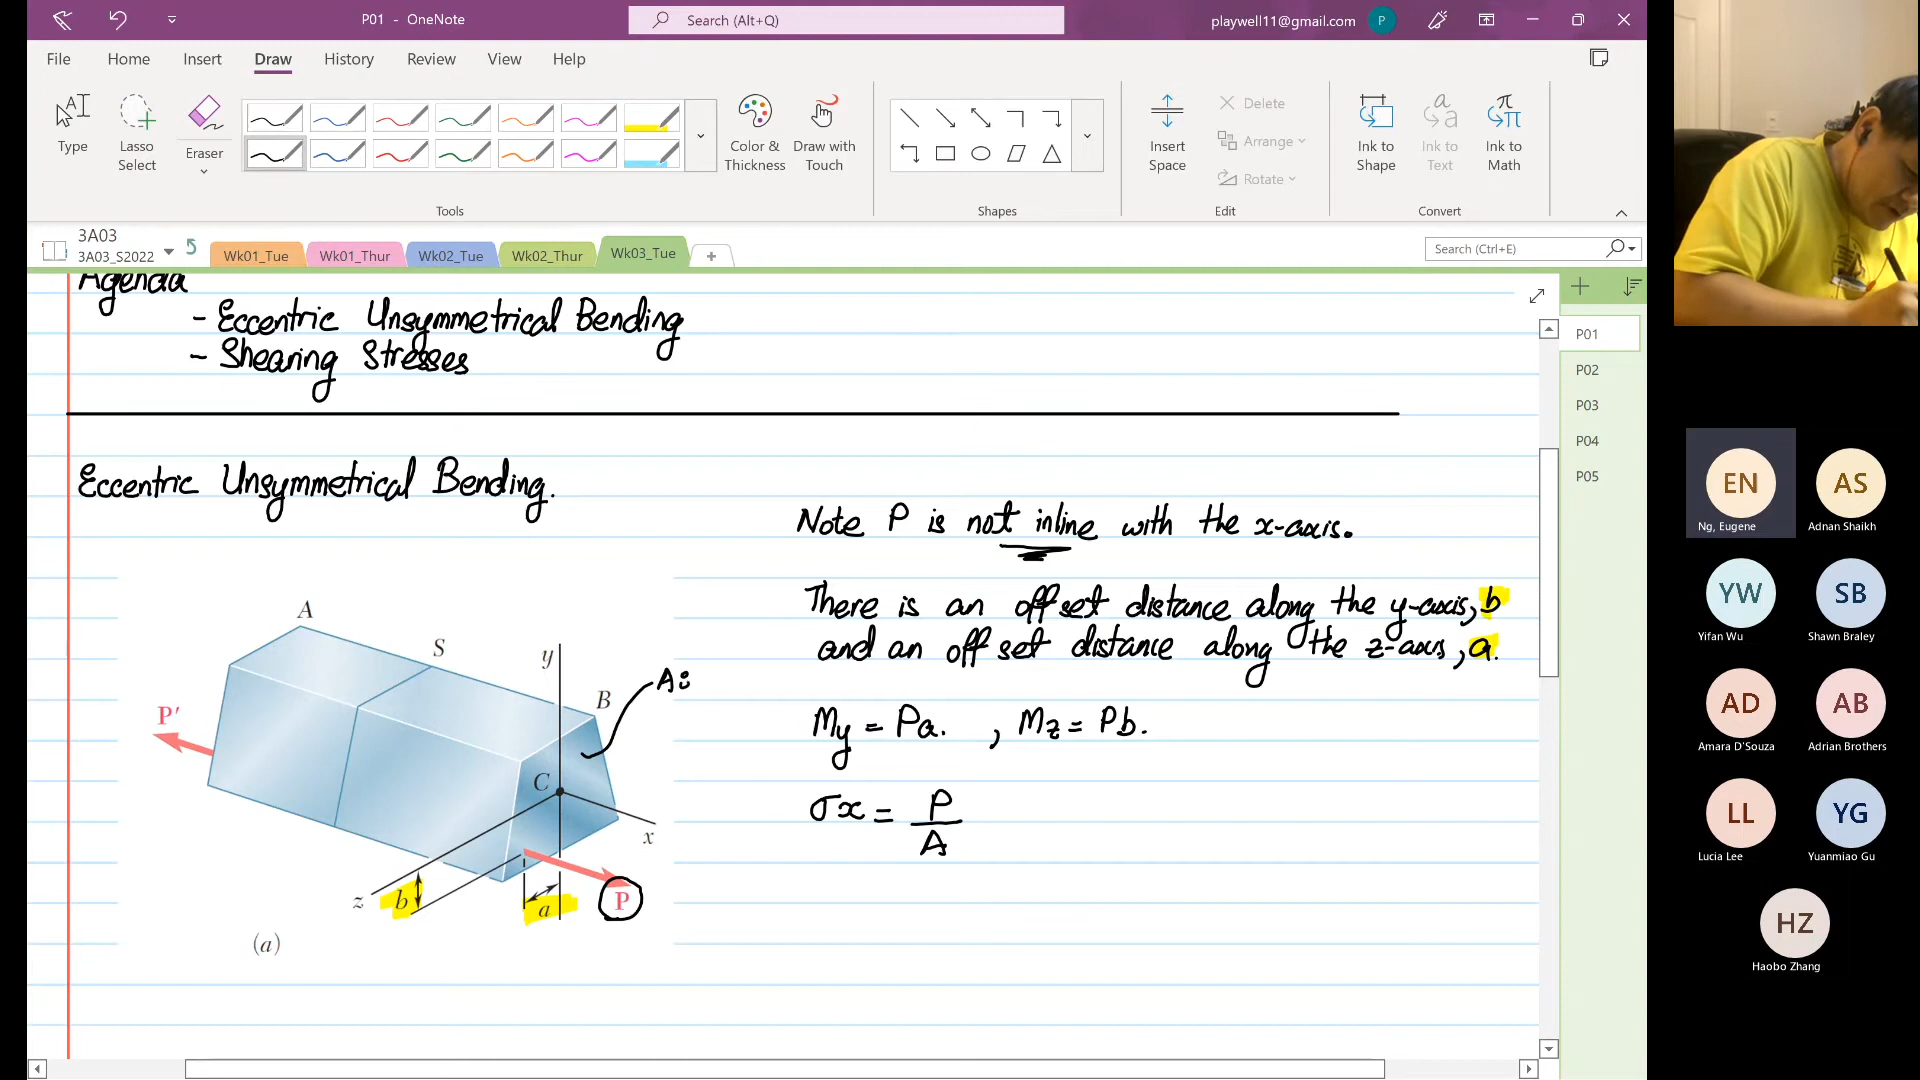 P01 - OneNote
Search (Alt+Q)
playwell11@gmail.com
P
File Home Insert Draw History Review View Help
Type
Lasso Select
Eraser
Color & Thickness
Draw with Touch
Insert Space
Delete
Arrange
Rotate
Ink to Shape
Ink to Text
Ink to Math
Tools Shapes Edit Convert
3A03
3A03_S2022
Wk01_Tue Wk01_Thur Wk02_Tue Wk02_Thur Wk03_Tue
Search (Ctrl+E)
P01
P02
P03
P04
P05
Agenda
- Eccentric Unsymmetrical Bending
- Shearing Stresses
Eccentric Unsymmetrical Bending.
Note P is not inline with the x-axis.
There is an offset distance along the y-axis, b
and an offset distance along the z-axis, a.
My = Pa. , Mz = Pb.
σx = P/A
A
S
y
B
A:
P'
C
x
z
b
a
P
(a)
EN
Ng, Eugene
AS
Adnan Shaikh
YW
Yifan Wu
SB
Shawn Braley
AD
Amara D'Souza
AB
Adrian Brothers
LL
Lucia Lee
YG
Yuanmiao Gu
HZ
Haobo Zhang